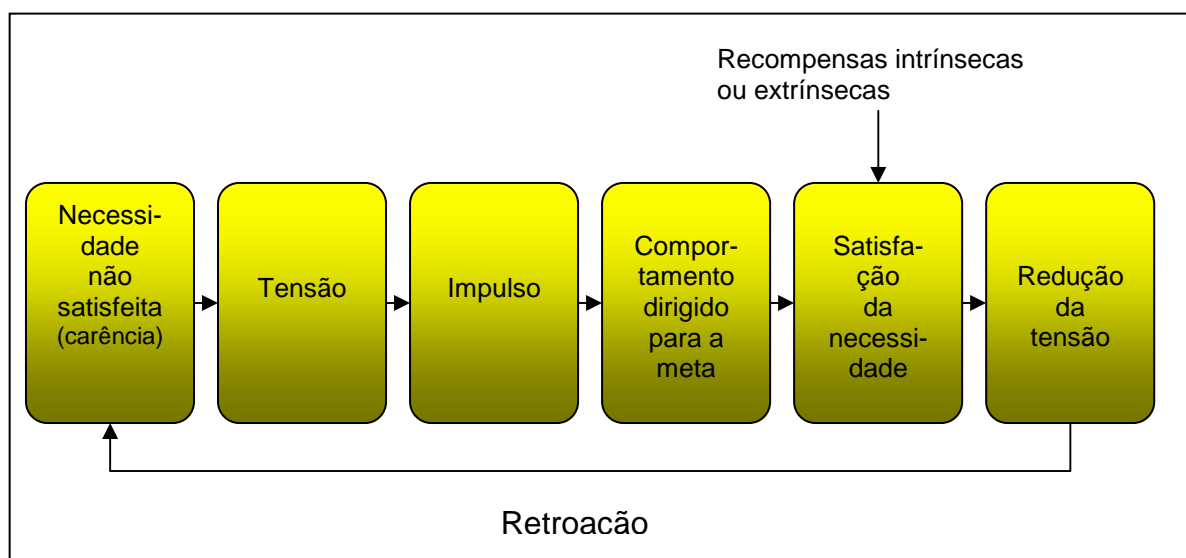 Recompensas intrínsecas
ou extrínsecas
Necessi-
dade
não
satisfeita
(carência)
Tensão
Impulso
Compor-
tamento
dirigido
para a
meta
Satisfa-
ção
da
necessi-
dade
Redução
da
tensão
Retroacão